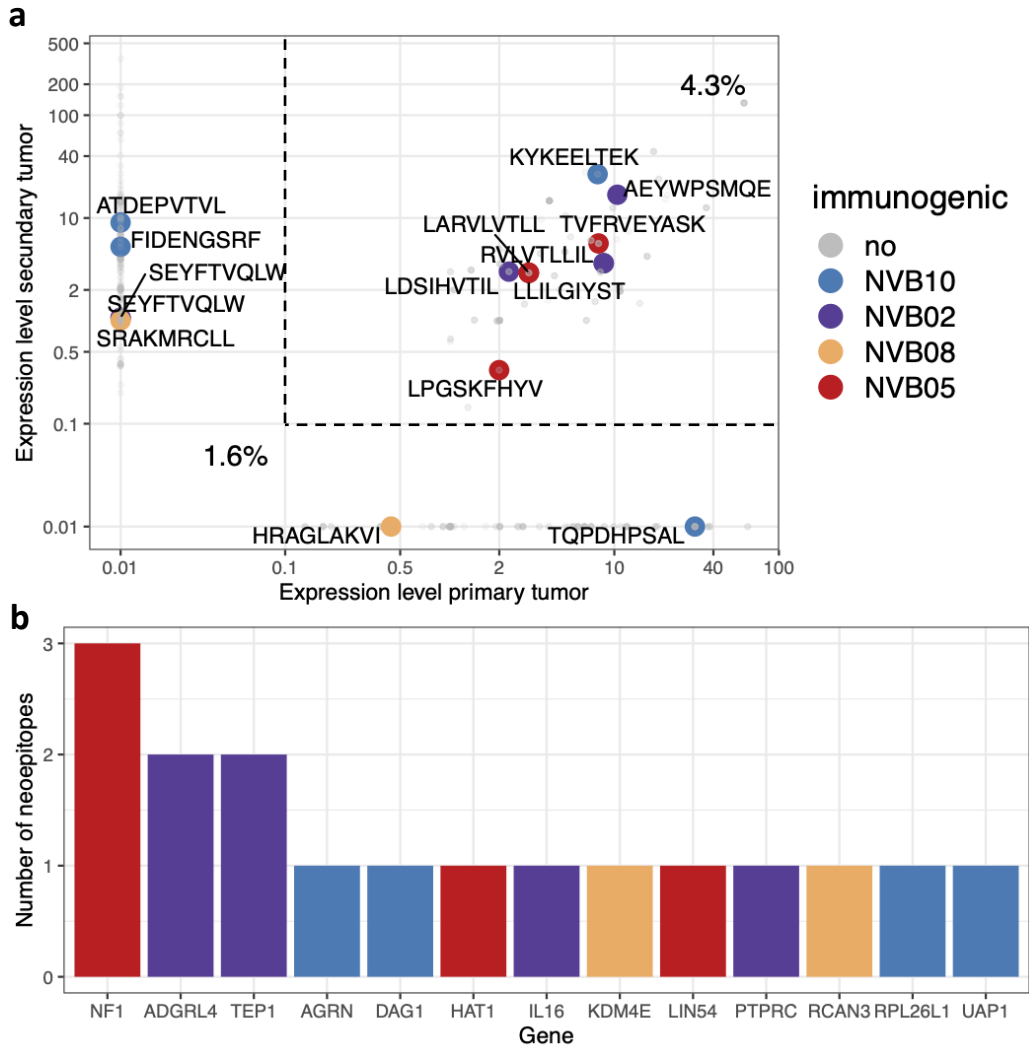 a
500
200
100
40
10
2
0.5
0.1
0.01
Expression level secundary tumor
4.3%
KYKEELTEK
AEYWPSMQE
ATDEPVTVL
LARVLVTLL TVFRVEYASK
FIDENGSRF
RVLVTLLIL
SEYFTVQLW
LDSIHVTIL LLILGIYST
SEYFTVQLW
SRAKMRCLL
LPGSKFHYV
1.6%
HRAGLAKVI
TQPDHPSAL
0.01 0.1 0.5 2 10 40 100
Expression level primary tumor
immunogenic
no
NVB10
NVB02
NVB08
NVB05
b
3
2
1
0
Number of neoepitopes
NF1 ADGRL4 TEP1 AGRN DAG1 HAT1 IL16 KDM4E LIN54 PTPRC RCAN3 RPL26L1 UAP1
Gene